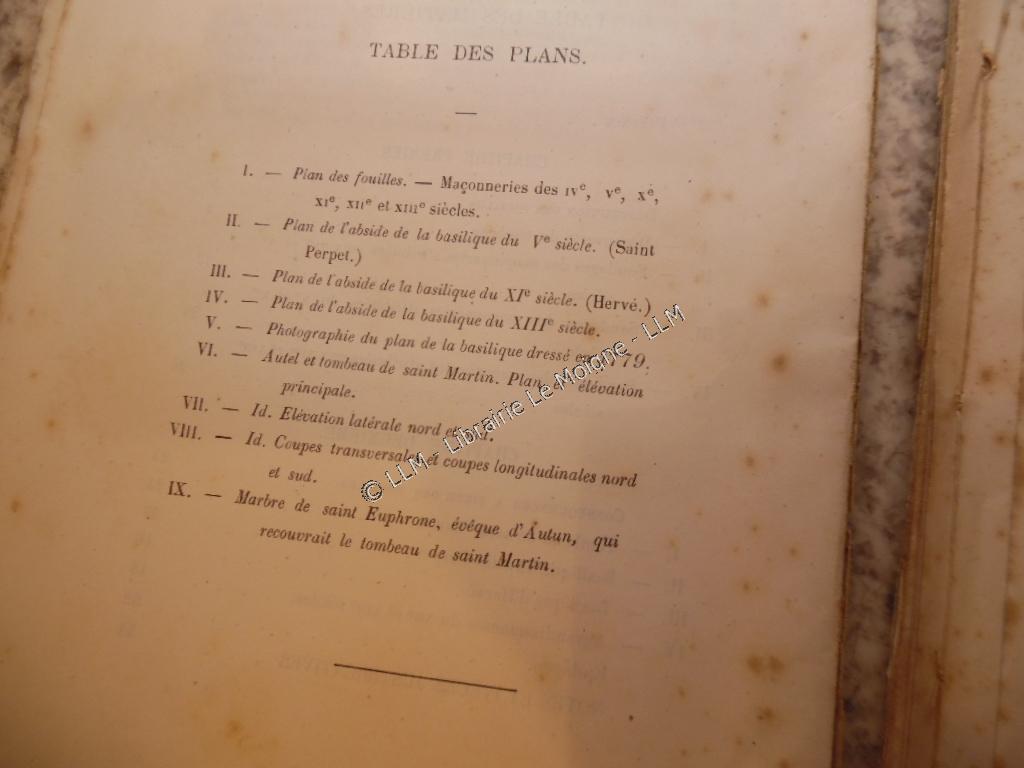 TABLE DES PLANS.
I. — Plan des fouilles. — Maçonneries des IVe, Ve, Xe,
XIe, XIIe et XIIIe siècles.
II. — Plan de l'abside de la basilique du Ve siècle. (Saint
Perpet.)
III. — Plan de l'abside de la basilique du XIe siècle. (Hervé.)
IV. — Plan de l'abside de la basilique du XIIIe siècle.
V. — Photographie du plan de la basilique dressé 79.
VI. — Autel et tombeau de saint Martin. Plan élévation
principale.
VII. — Id. Elévation latérale nord
VIII. — Id. Coupes transversales et coupes longitudinales nord
et sud.
IX. — Marbre de saint Euphrone, évêque d'Autun, qui
recouvrait le tombeau de saint Martin.
© LLM - Librairie Le Moigne - LLM